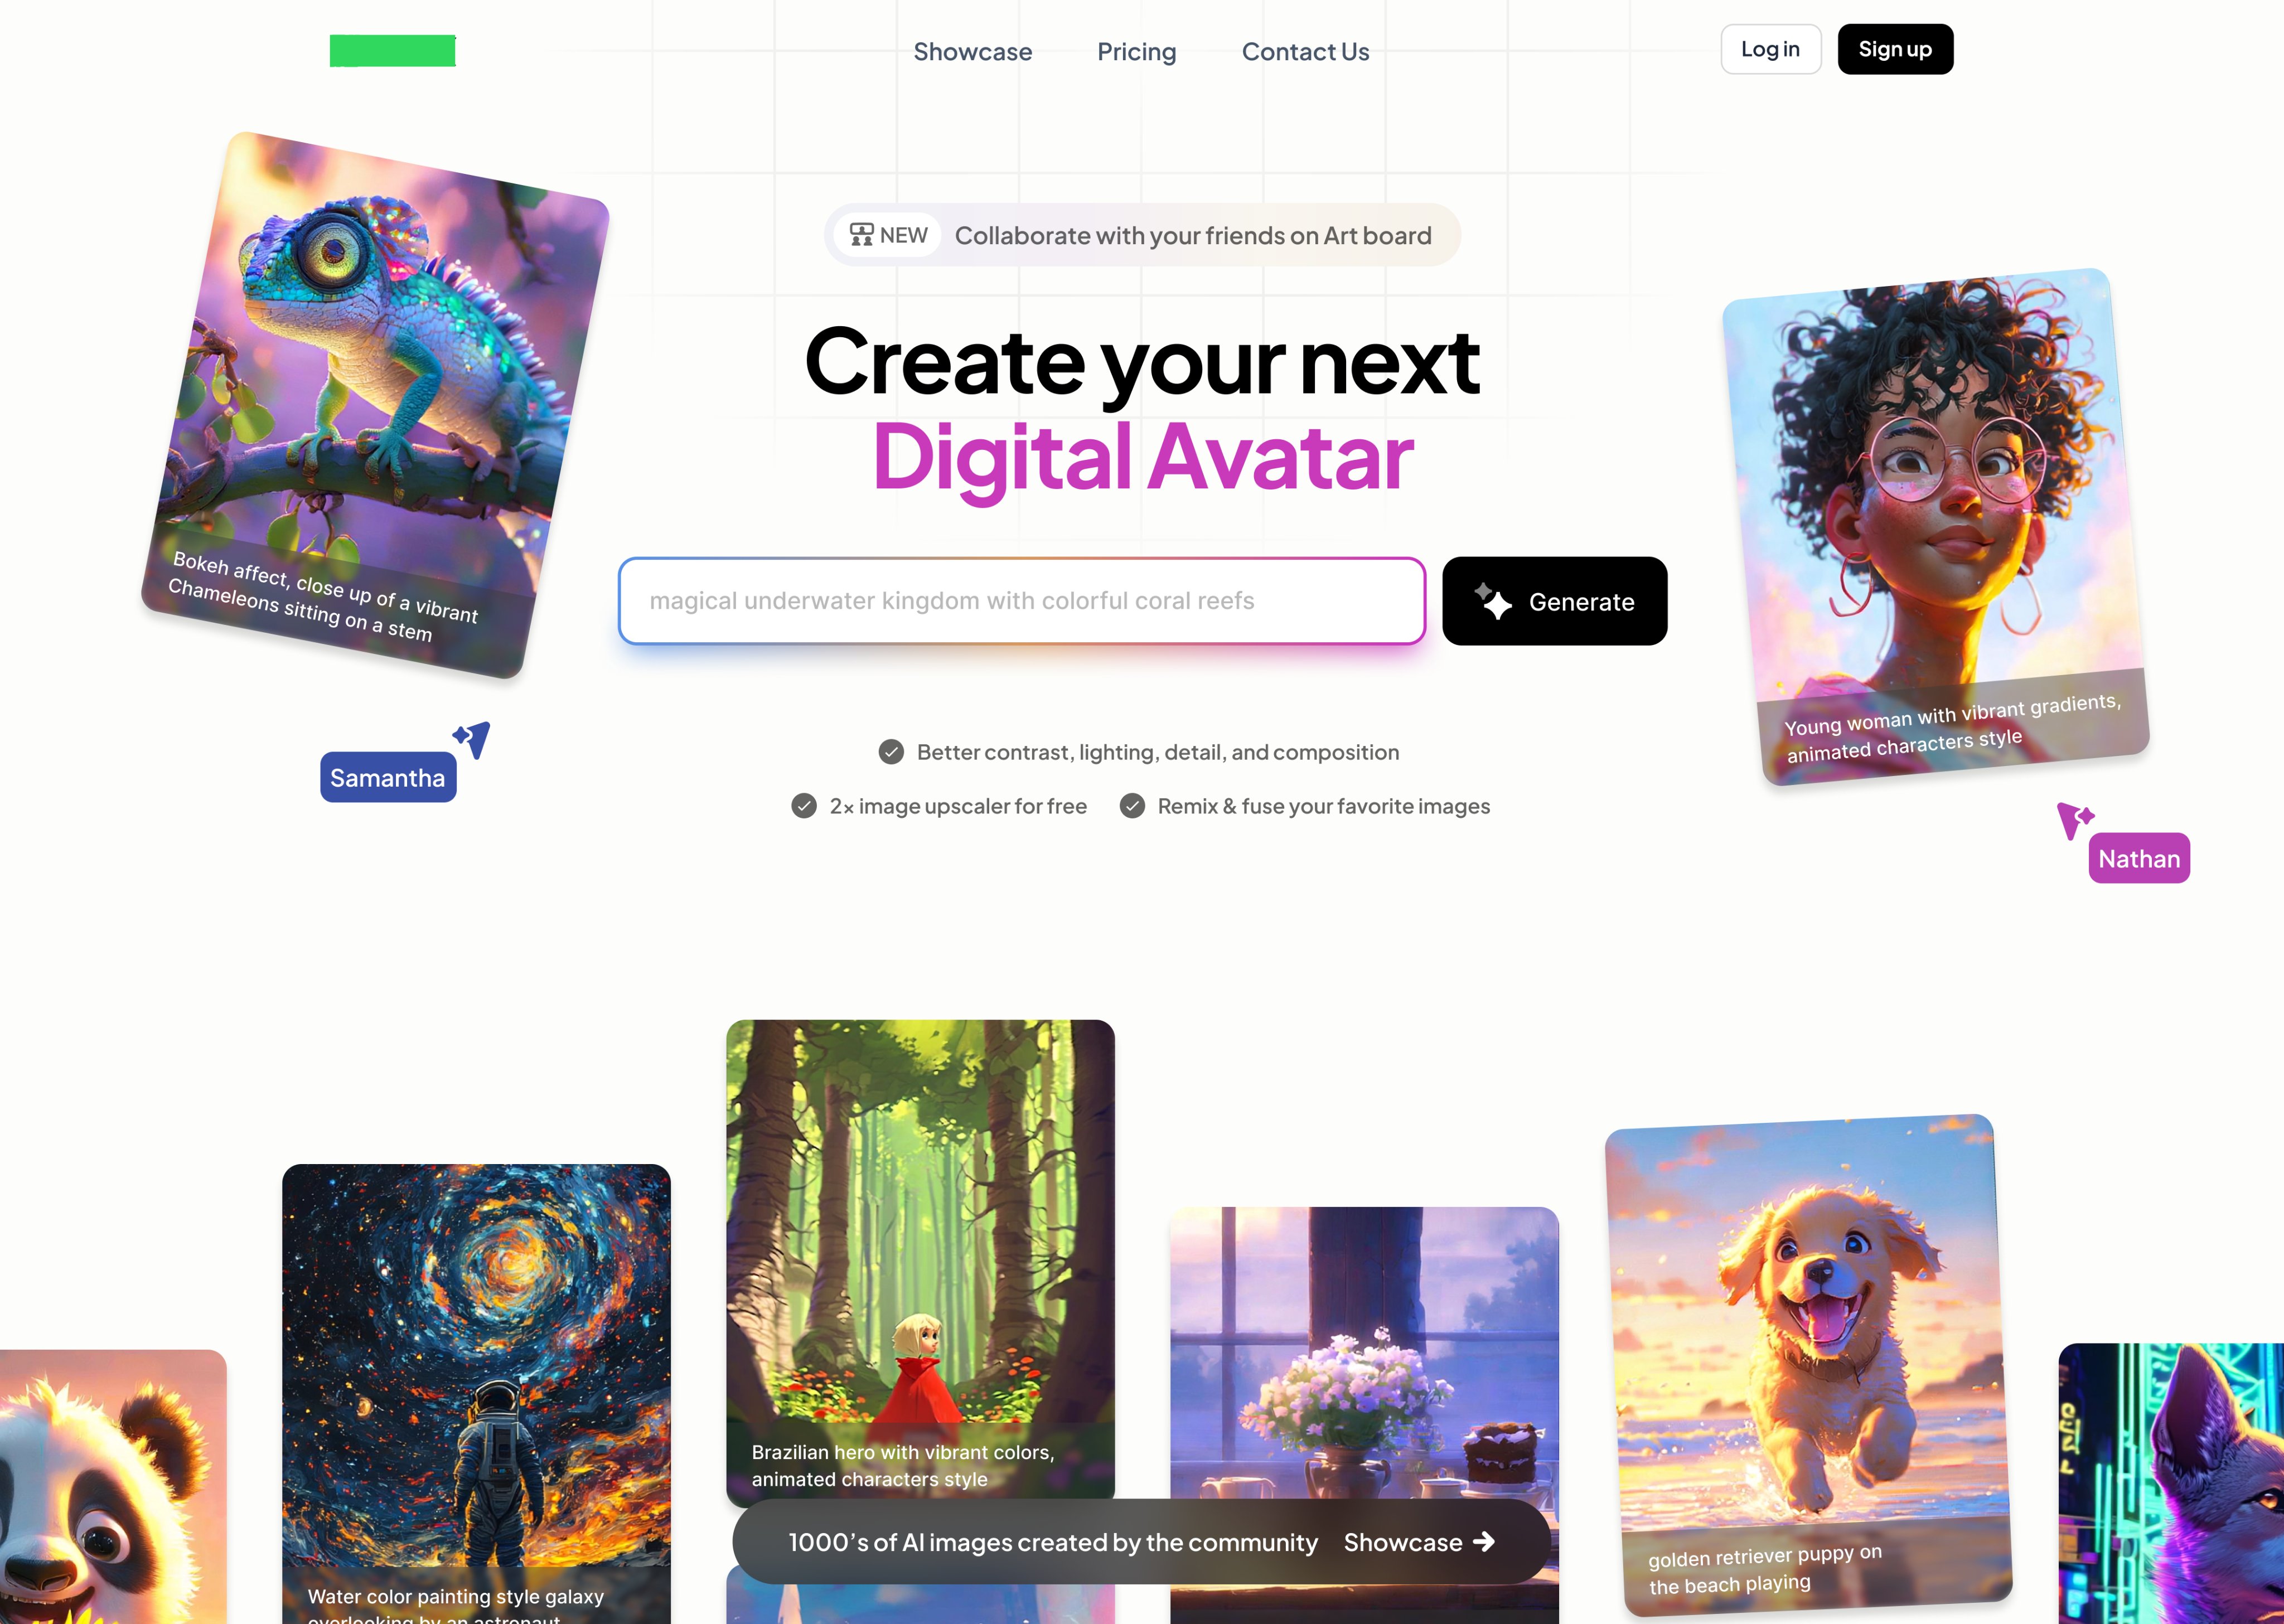 Showcase
Pricing
Contact Us
Log in
Sign up
NEW
Collaborate with your friends on Art board
Create your next
Digital Avatar
magical underwater kingdom with colorful coral reefs
Generate
Bokeh affect, close up of a vibrant
Chameleons sitting on a stem
Samantha
Young woman with vibrant gradients,
animated characters style
Nathan
Better contrast, lighting, detail, and composition
2× image upscaler for free
Remix & fuse your favorite images
Brazilian hero with vibrant colors,
animated characters style
1000’s of AI images created by the community
Showcase
golden retriever puppy on
the beach playing
Water color painting style galaxy
overlooking by an astronaut